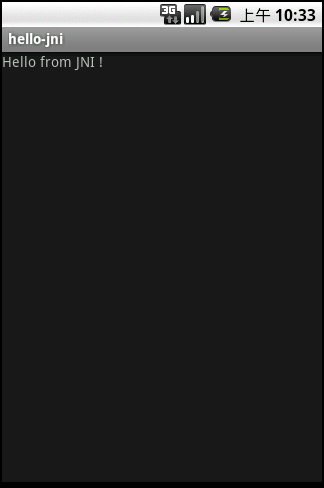 3G 上午 10:33
hello-jni
Hello from JNI !